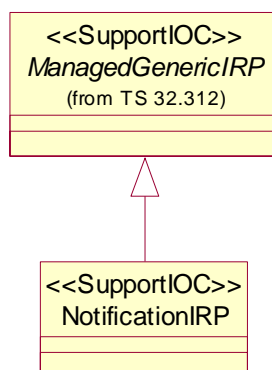 <<SupportIOC>>
ManagedGenericIRP
(from TS 32.312)
<<SupportIOC>>
NotificationIRP